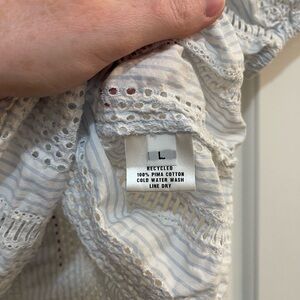 L
RECYCLED
100% PIMA COTTON
COLD WATER WASH
LINE DRY